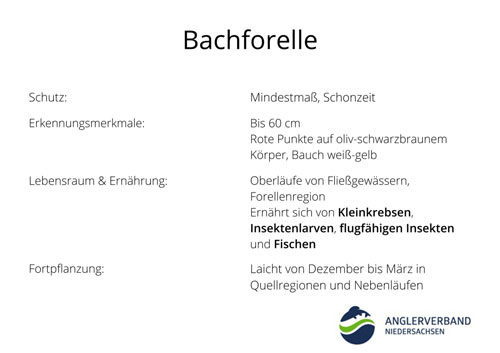 Bachforelle
Schutz:
Mindestmaß, Schonzeit
Erkennungsmerkmale:
Bis 60 cm
Rote Punkte auf oliv-schwarzbraunem
Körper, Bauch weiß-gelb
Lebensraum & Ernährung:
Oberläufe von Fließgewässern,
Forellenregion
Ernährt sich von Kleinkrebsen,
Insektenlarven, flugfähigen Insekten
und Fischen
Fortpflanzung:
Laicht von Dezember bis März in
Quellregionen und Nebenläufen
ANGLERVERBAND
NIEDERSACHSEN